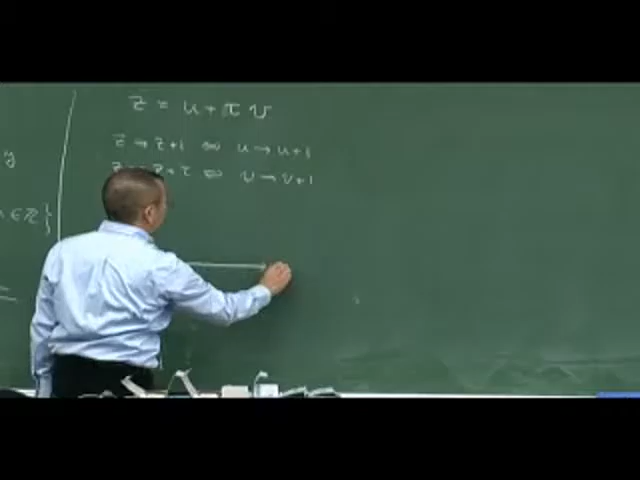 y
∈ ℤ }
z = u + τ v
z → z+1 ⇔ u → u+1
z → z+τ ⇔ v → v+1